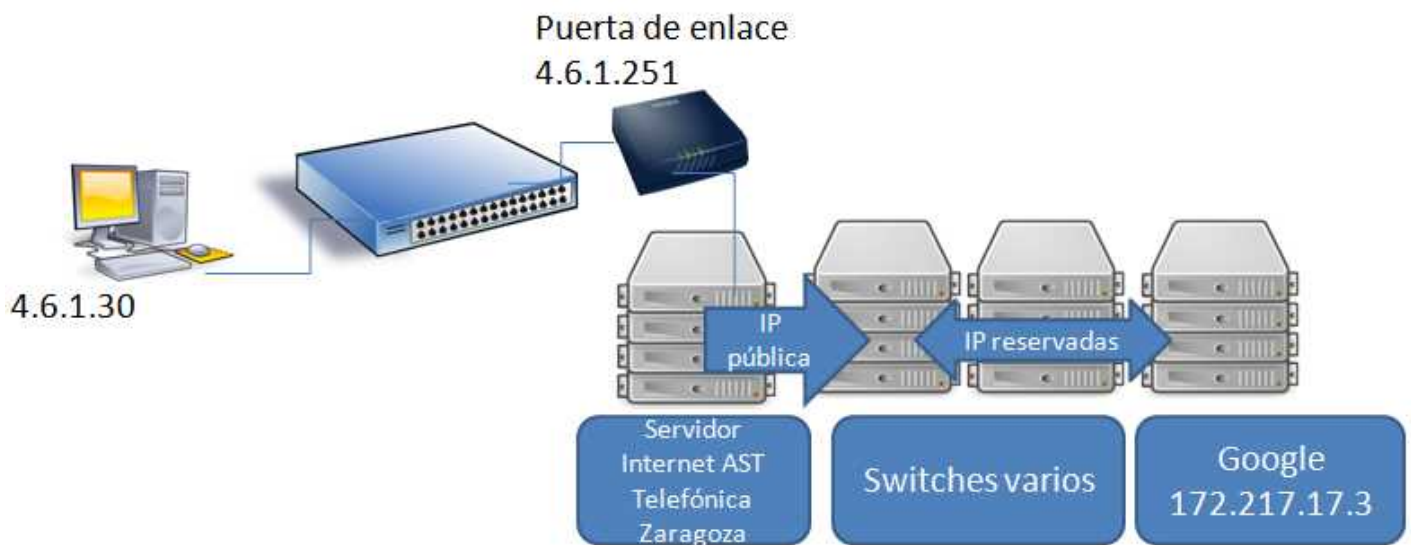 Puerta de enlace
4.6.1.251
4.6.1.30
IP
pública
IP reservadas
Servidor
Internet AST
Telefónica
Zaragoza
Switches varios
Google
172.217.17.3